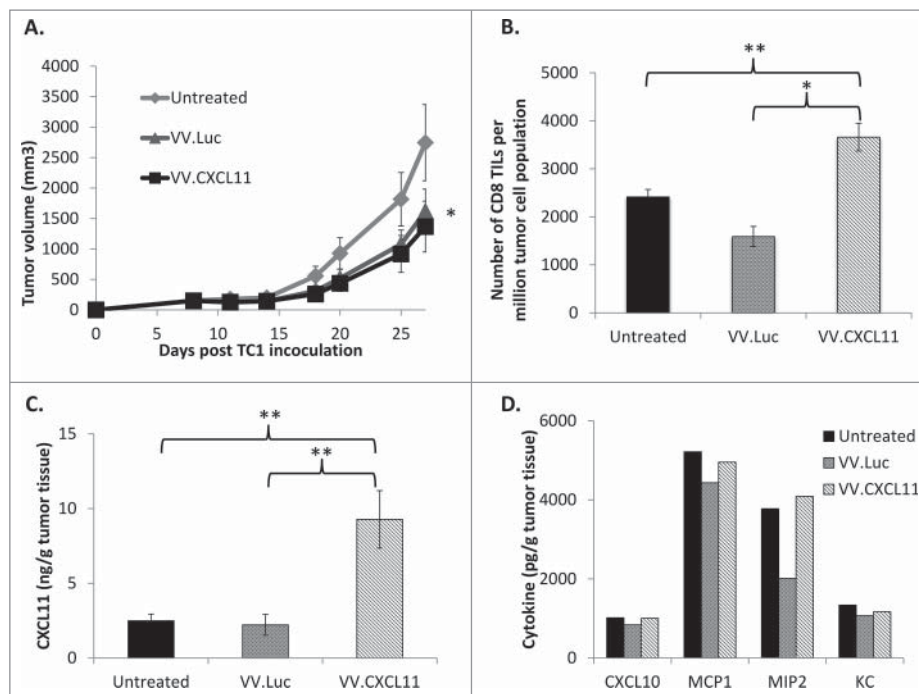 A.
4000
3500
3000
2500
2000
1500
1000
500
0
Tumor volume (mm3)
Untreated
VV.Luc
VV.CXCL11
*
0 5 10 15 20 25
Days post TC1 incoculation
B.
**
*
5000
4000
3000
2000
1000
0
Number of CD8 TILs per
million tumor cell population
Untreated VV.Luc VV.CXCL11
C.
**
**
15
10
5
0
CXCL11 (ng/g tumor tissue)
Untreated VV.Luc VV.CXCL11
D.
6000
4000
2000
0
Cytokine (pg/g tumor tissue)
Untreated
VV.Luc
VV.CXCL11
CXCL10 MCP1 MIP2 KC